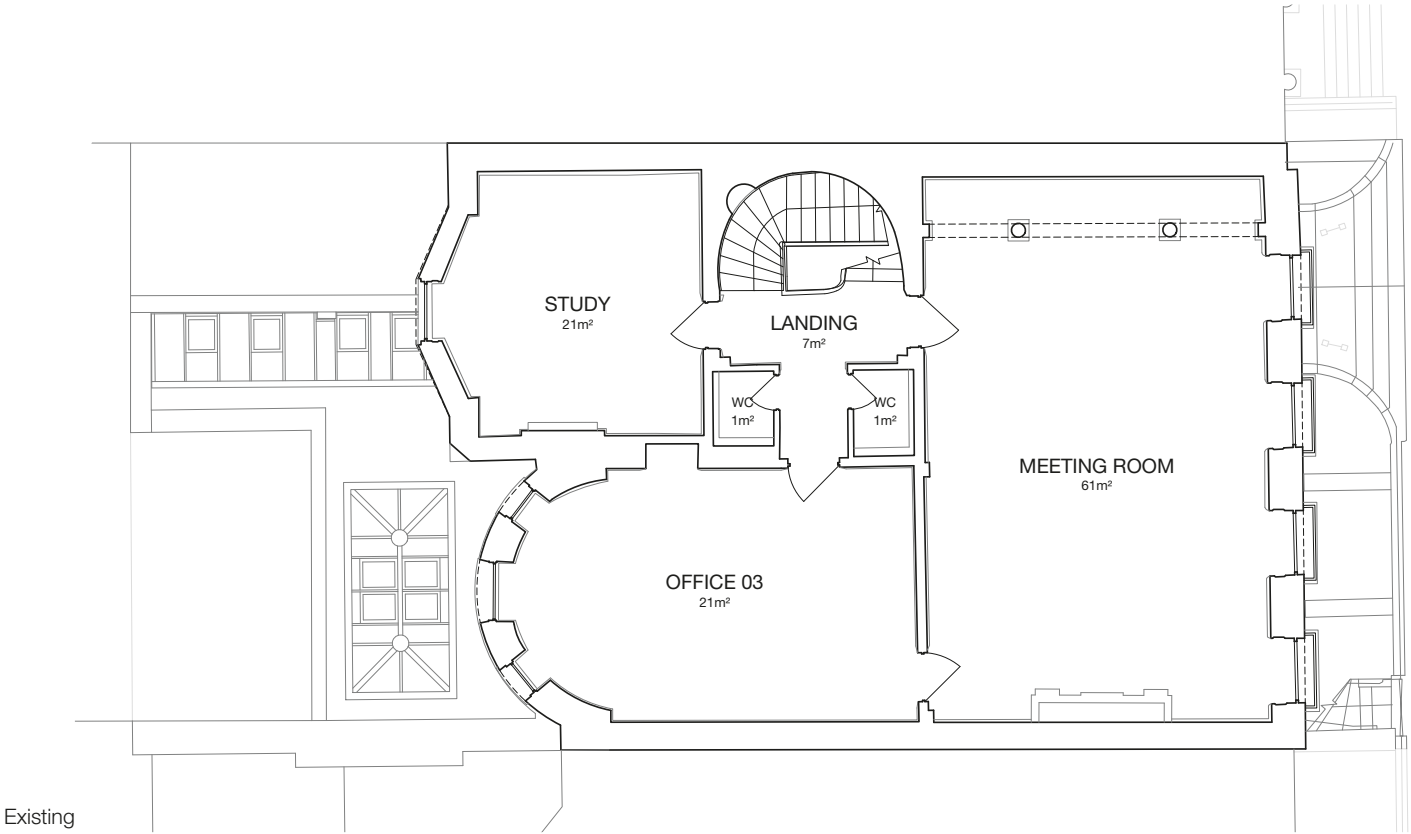 STUDY
21m²
LANDING
7m²
WC
1m²
WC
1m²
MEETING ROOM
61m²
OFFICE 03
21m²
Existing